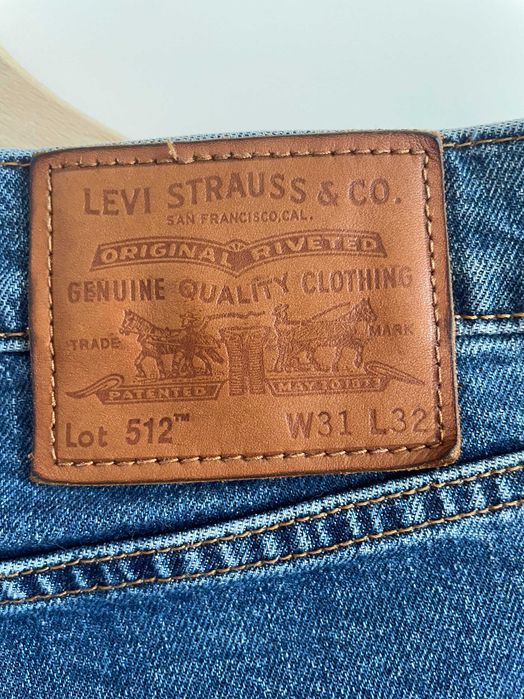 LEVI STRAUSS & CO.
SAN FRANCISCO, CAL.
ORIGINAL RIVETED
GENUINE QUALITY CLOTHING
TRADE MARK
PATENTED MAY 20 1873
Lot 512™ W31 L32